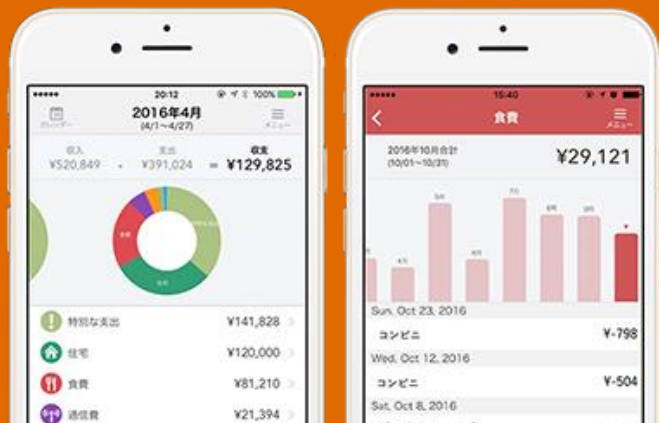 20:12
100%
2016年4月
(4/1~4/27)
カレンダー
メニュー
収入
支出
収支
¥520,849 - ¥391,024 = ¥129,825
食費
住宅
特別な支出 ¥141,828
住宅 ¥120,000
食費 ¥81,210
通信費 ¥21,394
15:40
食費
メニュー
2016年10月合計
(10/01~10/31)
¥29,121
Sun, Oct 23, 2016
コンビニ ¥-798
Wed, Oct 12, 2016
コンビニ ¥-504
Sat, Oct 8, 2016